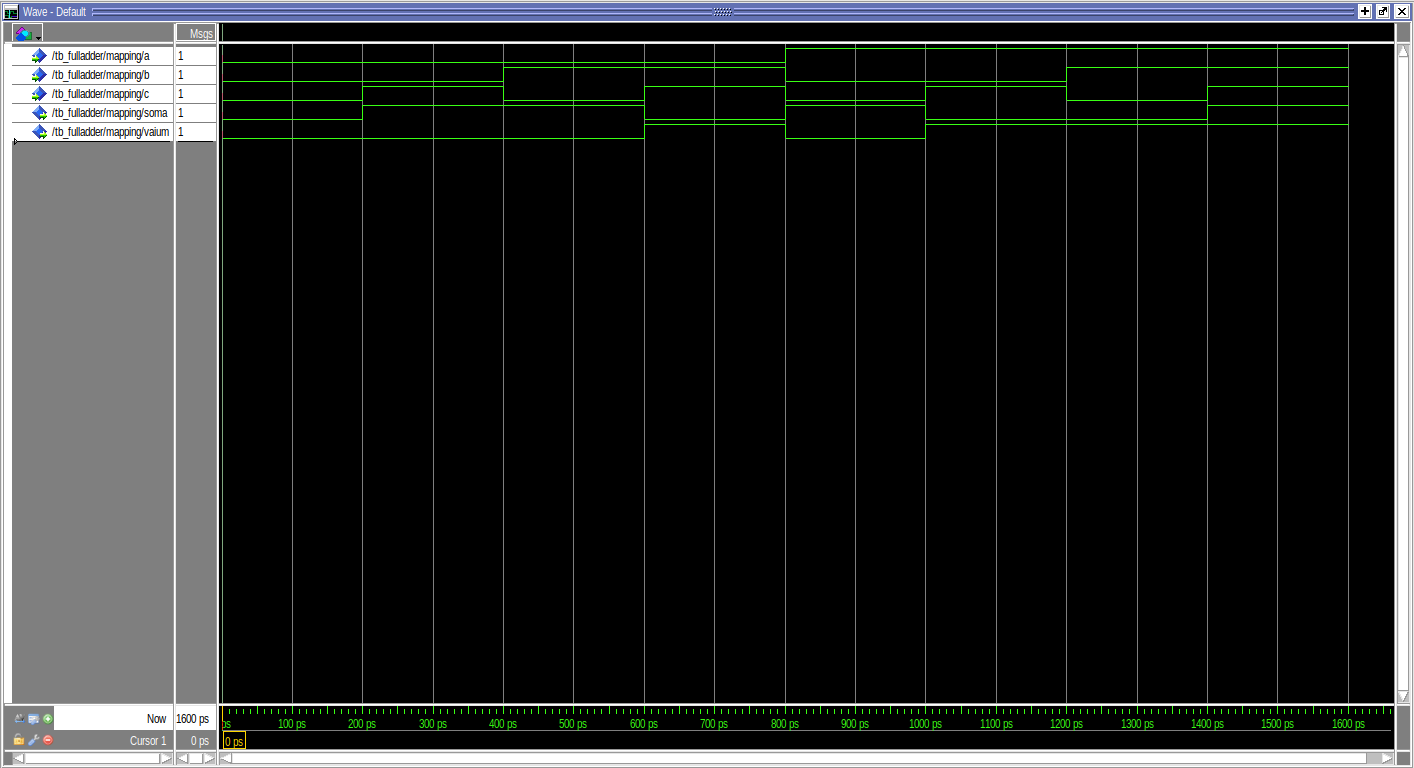 Wave - Default
Msgs
/tb_fulladder/mapping/a 1
/tb_fulladder/mapping/b 1
/tb_fulladder/mapping/c 1
/tb_fulladder/mapping/soma 1
/tb_fulladder/mapping/vaium 1
Now 1600 ps
ps 100 ps 200 ps 300 ps 400 ps 500 ps 600 ps 700 ps 800 ps 900 ps 1000 ps 1100 ps 1200 ps 1300 ps 1400 ps 1500 ps 1600 ps
Cursor 1 0 ps 0 ps